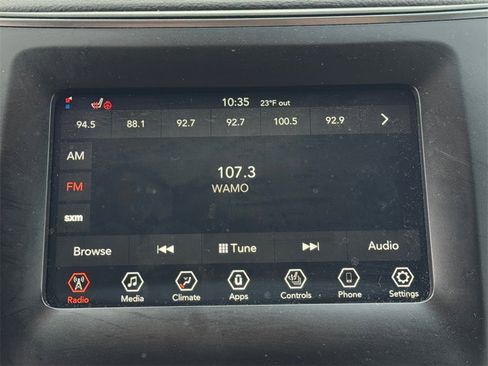 10:35 23°F out
94.5 88.1 92.7 92.7 100.5 92.9
AM
107.3
FM
WAMO
sxm
Browse Tune Audio
Radio Media Climate Apps Controls Phone Settings